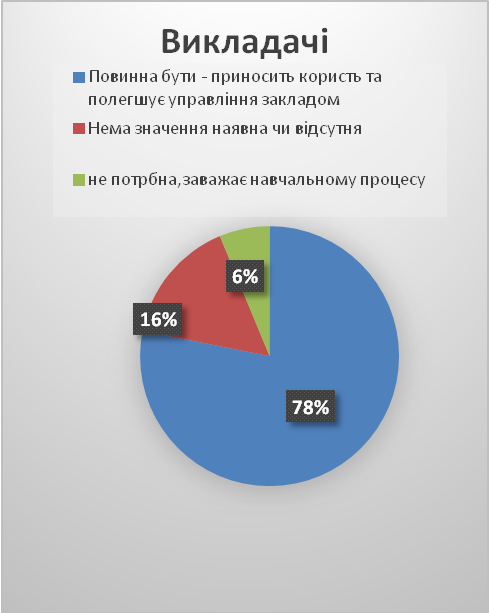 Викладачі
Повинна бути - приносить користь та
полегшує управління закладом
Нема значення наявна чи відсутня
не потрбна,заважає навчальному процесу
6%
16%
78%